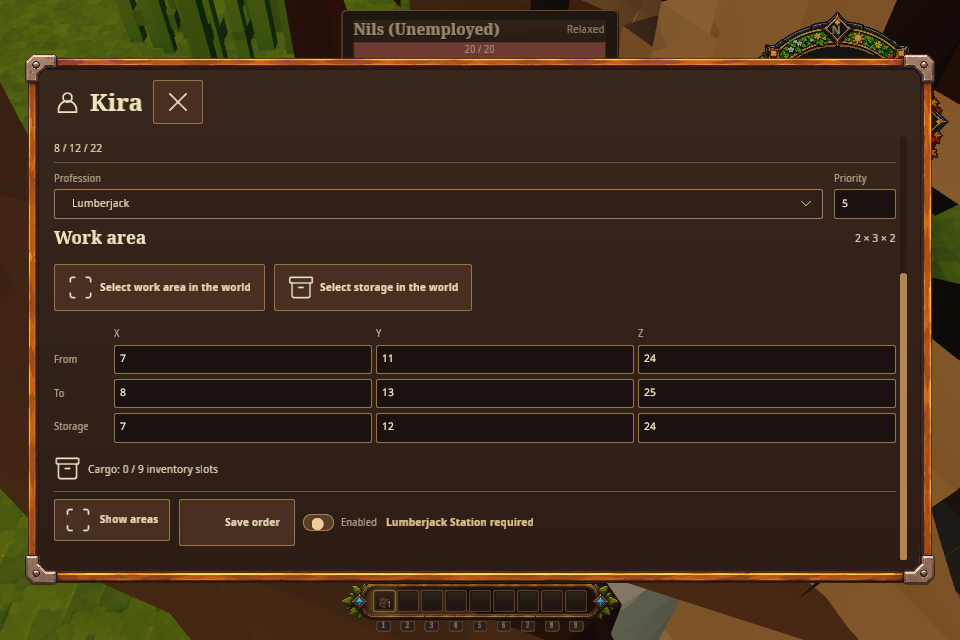 Nils (Unemployed) Relaxed
20 / 20
N
Kira
8 / 12 / 22
Profession Priority
Lumberjack 5
Work area 2 × 3 × 2
Select work area in the world Select storage in the world
X Y Z
From 7 11 24
To 8 13 25
Storage 7 12 24
Cargo: 0 / 9 inventory slots
Show areas Save order Enabled Lumberjack Station required
1
1 2 3 4 5 6 7 8 9